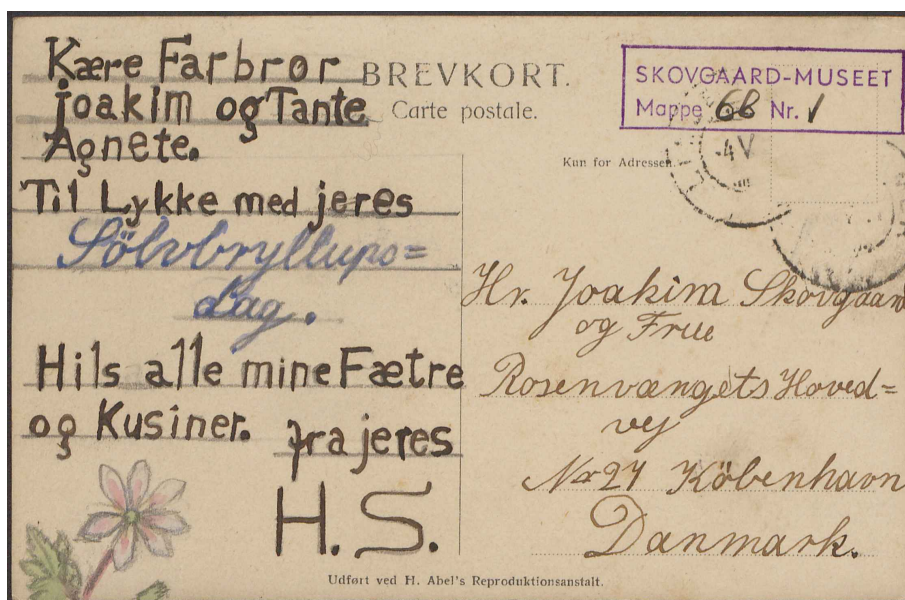 Kære Farbror
Joakim og Tante
Agnete.
Til Lykke med jeres
Sölvbryllups=
dag.
Hils alle mine Fætre
og Kusiner.
fra jeres
H.S.
BREVKORT.
Carte postale.
SKOVGAARD-MUSEET
Mappe 6B Nr. 1
Kun for Adressen.
-4 V
Hr. Joakim Skovgaard
og Frue
Rosenvængets Hoved=
vej
Nr 27 Köbenhavn
Danmark.
Udført ved H. Abel's Reproduktionsanstalt.